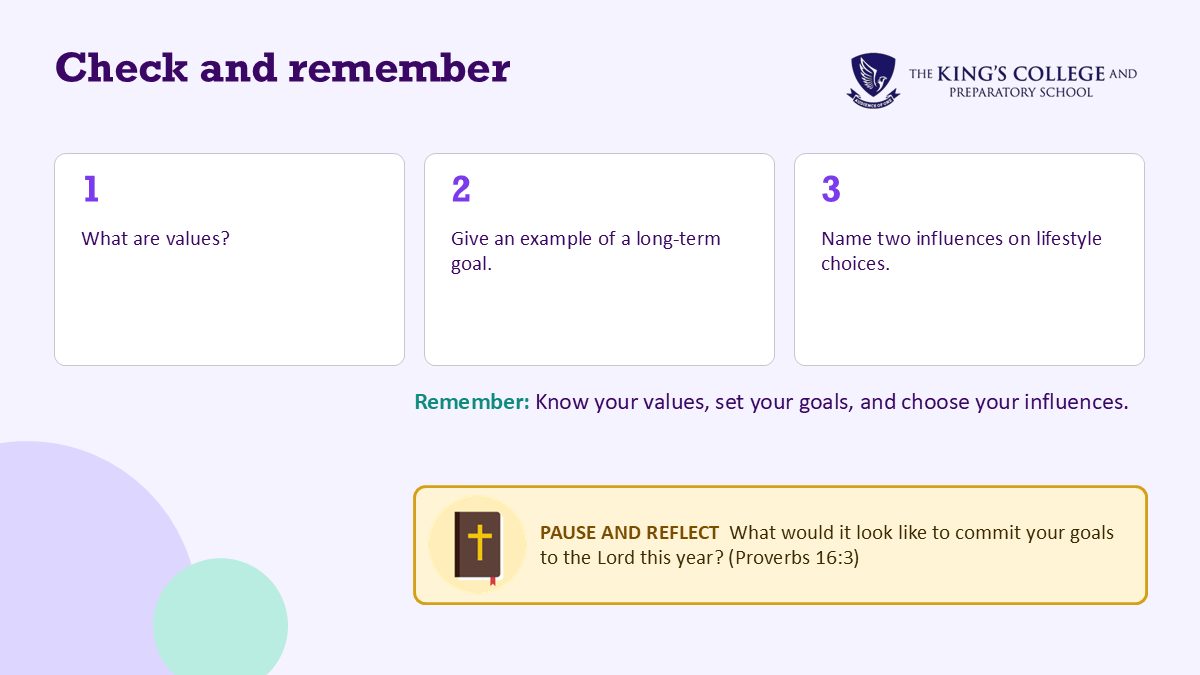 Check and remember
THE KING'S COLLEGE AND
PREPARATORY SCHOOL
AUDIENCE OF ONE
1
What are values?
2
Give an example of a long-term
goal.
3
Name two influences on lifestyle
choices.
Remember: Know your values, set your goals, and choose your influences.
PAUSE AND REFLECT What would it look like to commit your goals
to the Lord this year? (Proverbs 16:3)